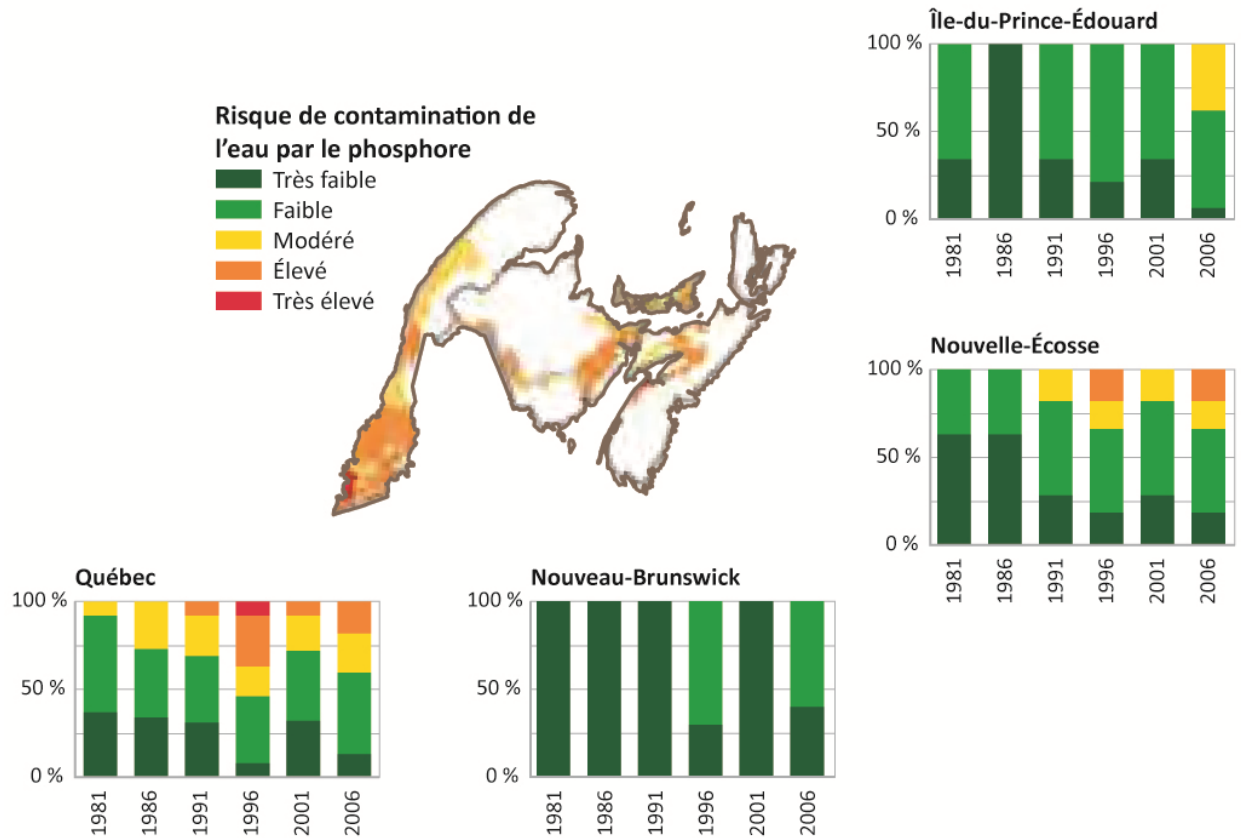 Île-du-Prince-Édouard
100 %
50 %
0 %
1981 1986 1991 1996 2001 2006
Risque de contamination de
l'eau par le phosphore
Très faible
Faible
Modéré
Élevé
Très élevé
Nouvelle-Écosse
100 %
50 %
0 %
1981 1986 1991 1996 2001 2006
Québec
100 %
50 %
0 %
1981 1986 1991 1996 2001 2006
Nouveau-Brunswick
100 %
50 %
0 %
1981 1986 1991 1996 2001 2006